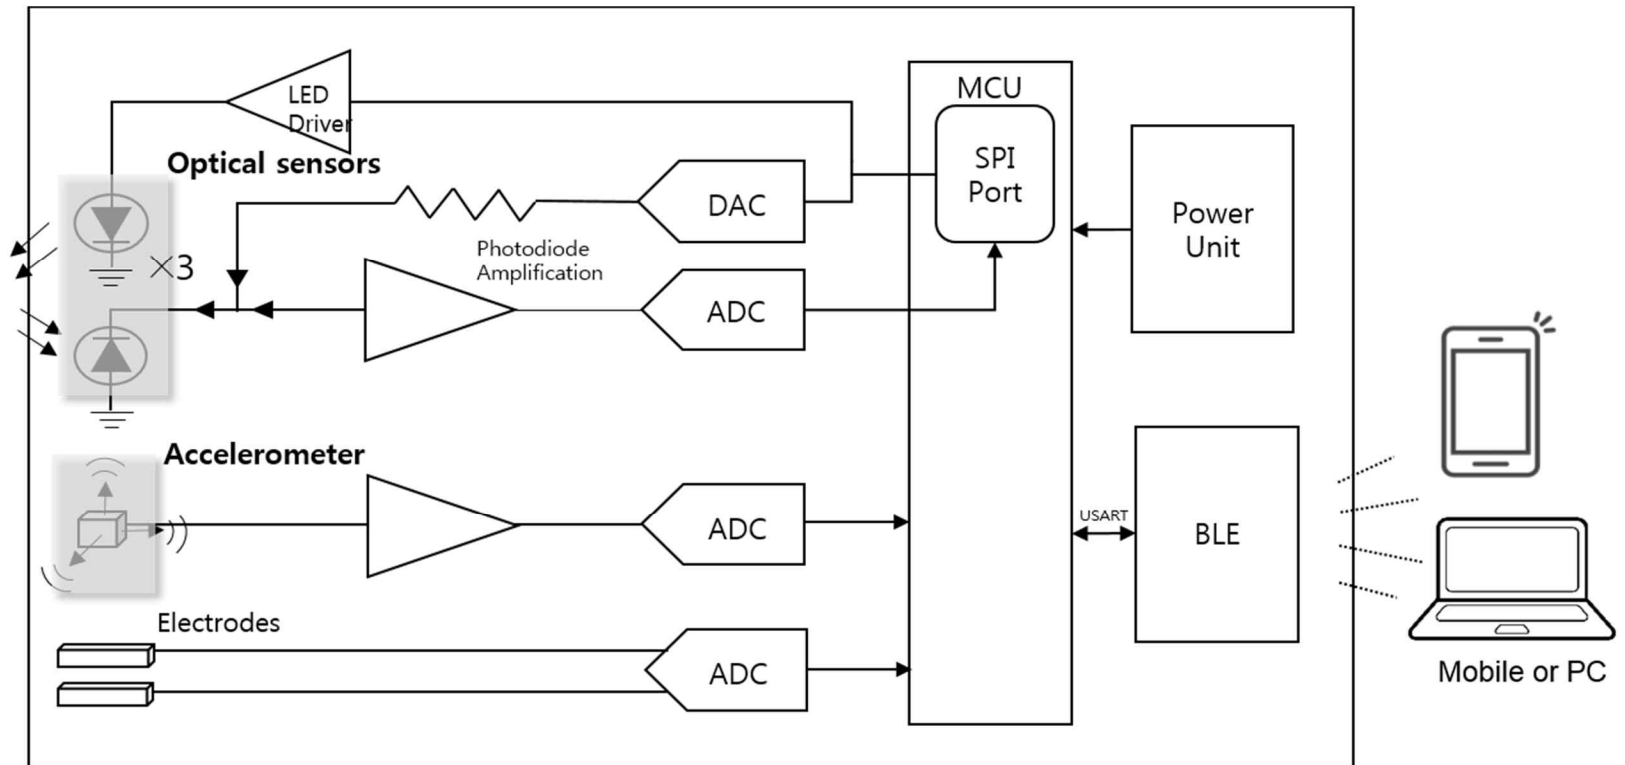 MCU
LED
Driver
Optical sensors
SPI
Port
DAC
Power
Unit
Photodiode
Amplification
×3
ADC
Accelerometer
USART
ADC
BLE
Electrodes
ADC
Mobile or PC